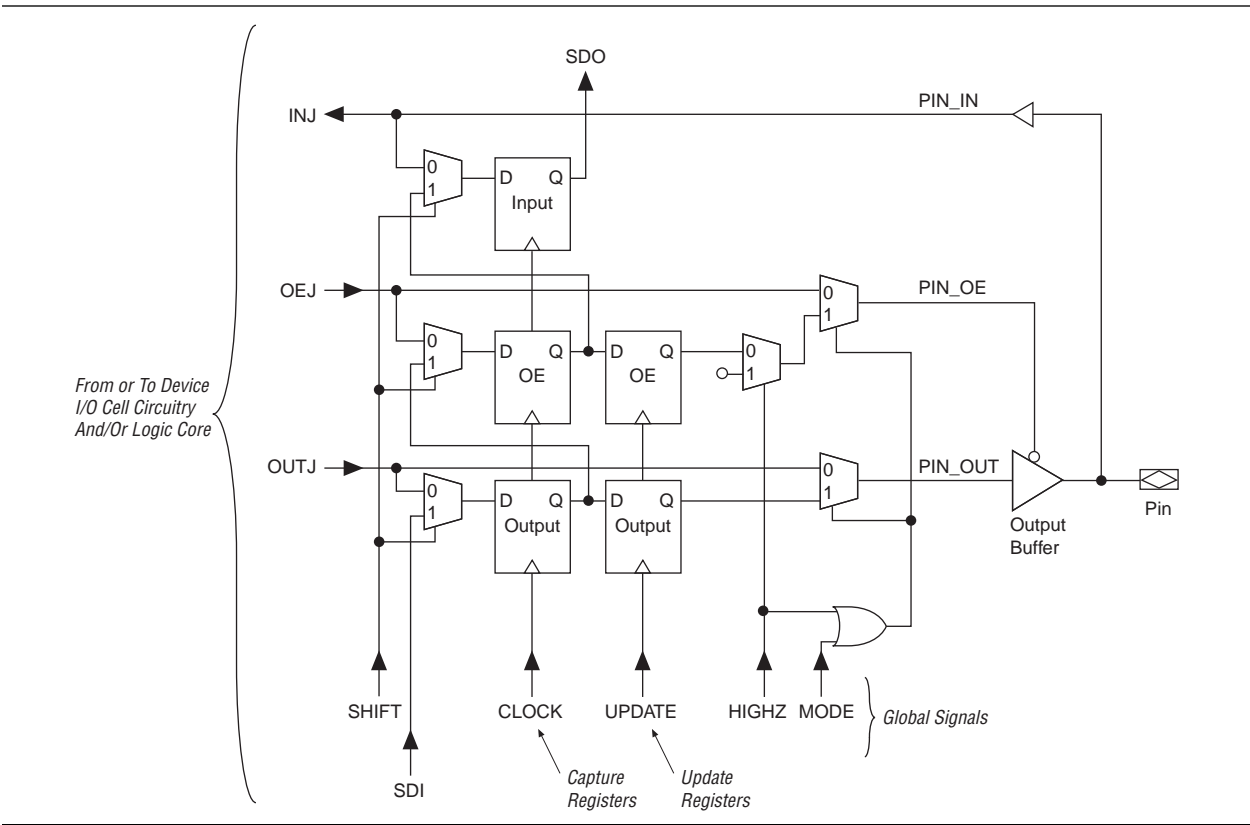 SDO
INJ
PIN_IN
0
1
D Q
Input
OEJ
0
1
PIN_OE
0
1
D Q
OE
D Q
OE
0
1
From or To Device
I/O Cell Circuitry
And/Or Logic Core
OUTJ
0
1
PIN_OUT
0
1
D Q
Output
D Q
Output
Output
Buffer
Pin
SHIFT
CLOCK
UPDATE
HIGHZ
MODE
Global Signals
SDI
Capture
Registers
Update
Registers